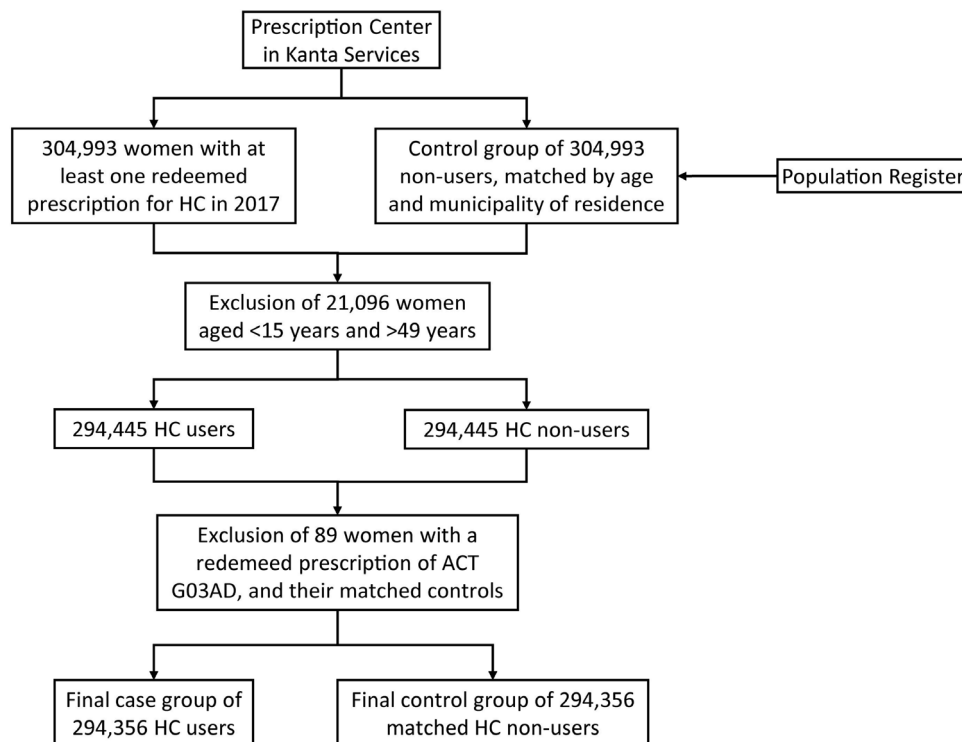 Prescription Center
in Kanta Services
304,993 women with at
least one redeemed
prescription for HC in 2017
Control group of 304,993
non-users, matched by age
and municipality of residence
Population Register
Exclusion of 21,096 women
aged <15 years and >49 years
294,445 HC users
294,445 HC non-users
Exclusion of 89 women with a
redemeed prescription of ACT
G03AD, and their matched controls
Final case group of
294,356 HC users
Final control group of 294,356
matched HC non-users